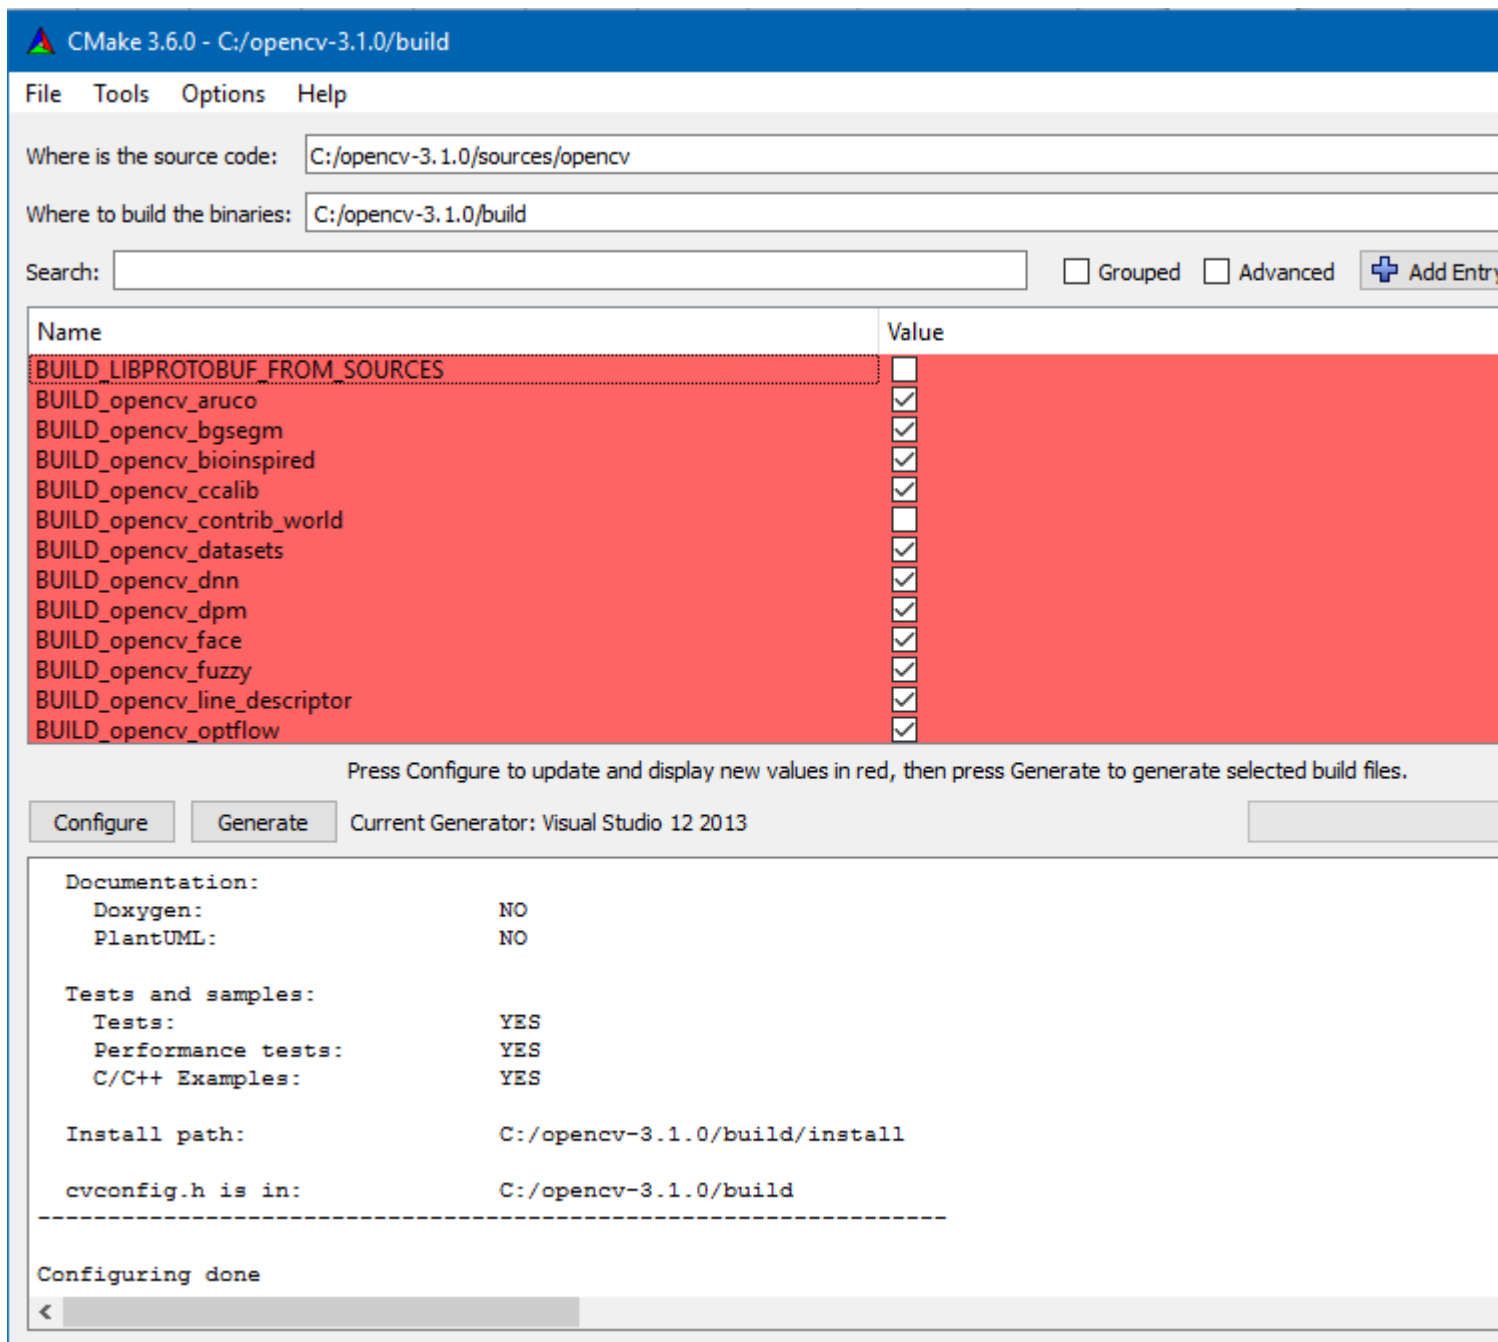 CMake 3.6.0 - C:/opencv-3.1.0/build
File Tools Options Help
Where is the source code: C:/opencv-3.1.0/sources/opencv
Where to build the binaries: C:/opencv-3.1.0/build
Search: Grouped Advanced Add Entry
Name Value
BUILD_LIBPROTOBUF_FROM_SOURCES
BUILD_opencv_aruco
BUILD_opencv_bgsegm
BUILD_opencv_bioinspired
BUILD_opencv_ccalib
BUILD_opencv_contrib_world
BUILD_opencv_datasets
BUILD_opencv_dnn
BUILD_opencv_dpm
BUILD_opencv_face
BUILD_opencv_fuzzy
BUILD_opencv_line_descriptor
BUILD_opencv_optflow
Press Configure to update and display new values in red, then press Generate to generate selected build files.
Configure Generate Current Generator: Visual Studio 12 2013
Documentation:
Doxygen: NO
PlantUML: NO
Tests and samples:
Tests: YES
Performance tests: YES
C/C++ Examples: YES
Install path: C:/opencv-3.1.0/build/install
cvconfig.h is in: C:/opencv-3.1.0/build
-----------------------------------------------------------------
Configuring done